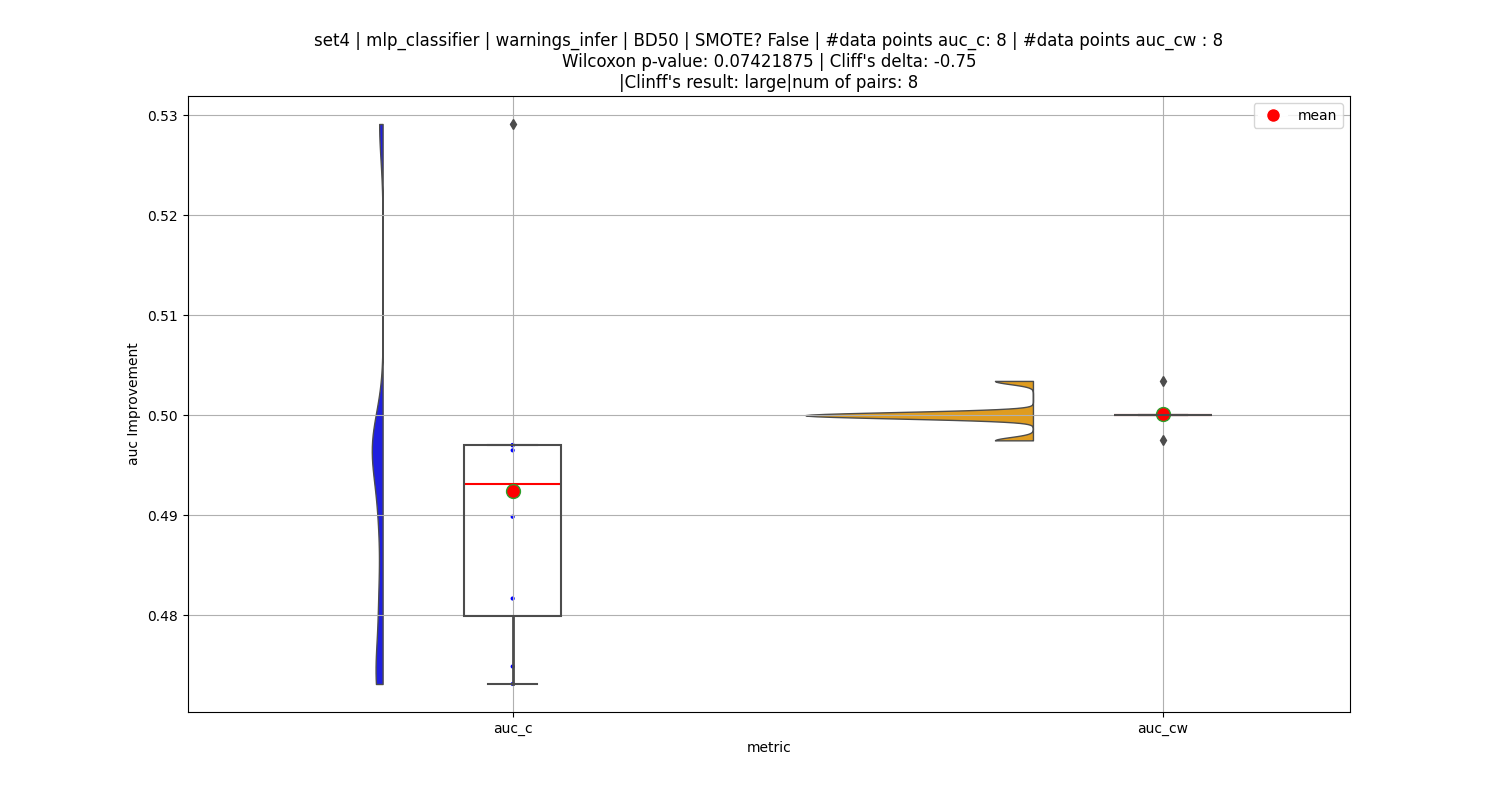 set4 | mlp_classifier | warnings_infer | BD50 | SMOTE? False | #data points auc_c: 8 | #data points auc_cw : 8
Wilcoxon p-value: 0.07421875 | Cliff's delta: -0.75
|Clinff's result: large|num of pairs: 8
mean
0.53
0.52
0.51
0.50
0.49
0.48
auc Improvement
auc_c
auc_cw
metric